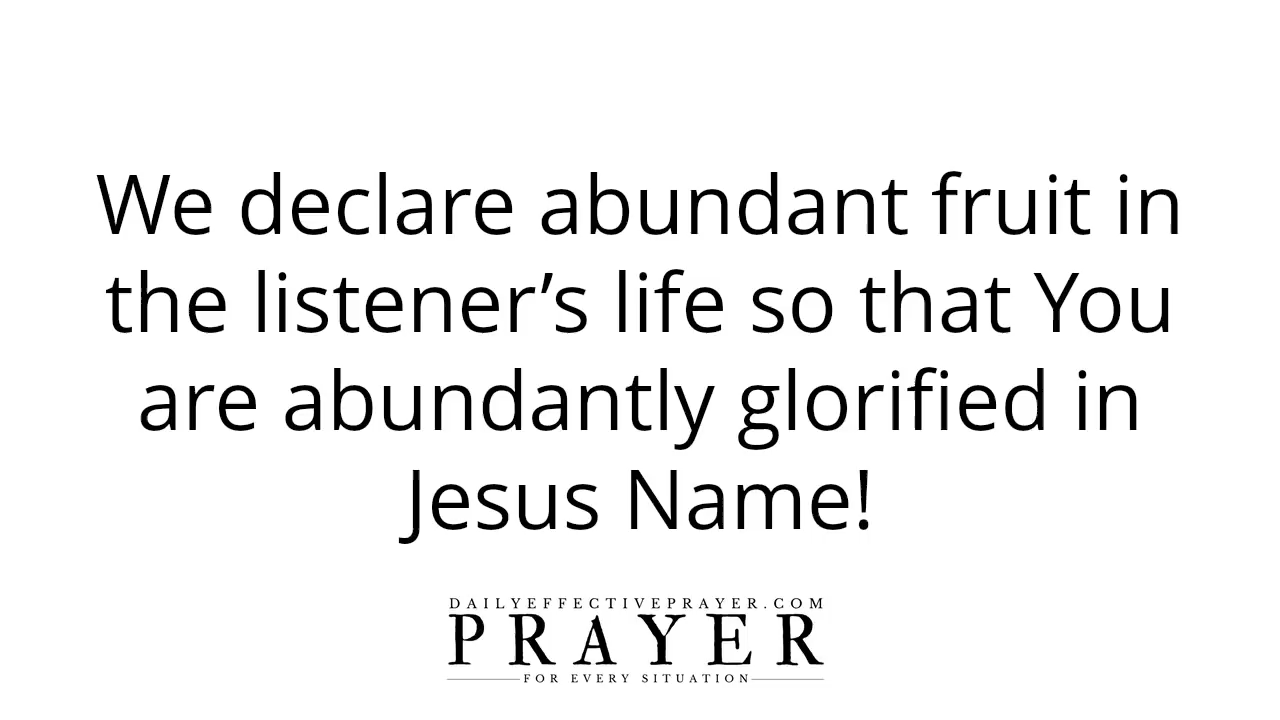 We declare abundant fruit in
the listener’s life so that You
are abundantly glorified in
Jesus Name!
DAILYEFFECTIVEPRAYER.COM
PRAYER
FOR EVERY SITUATION